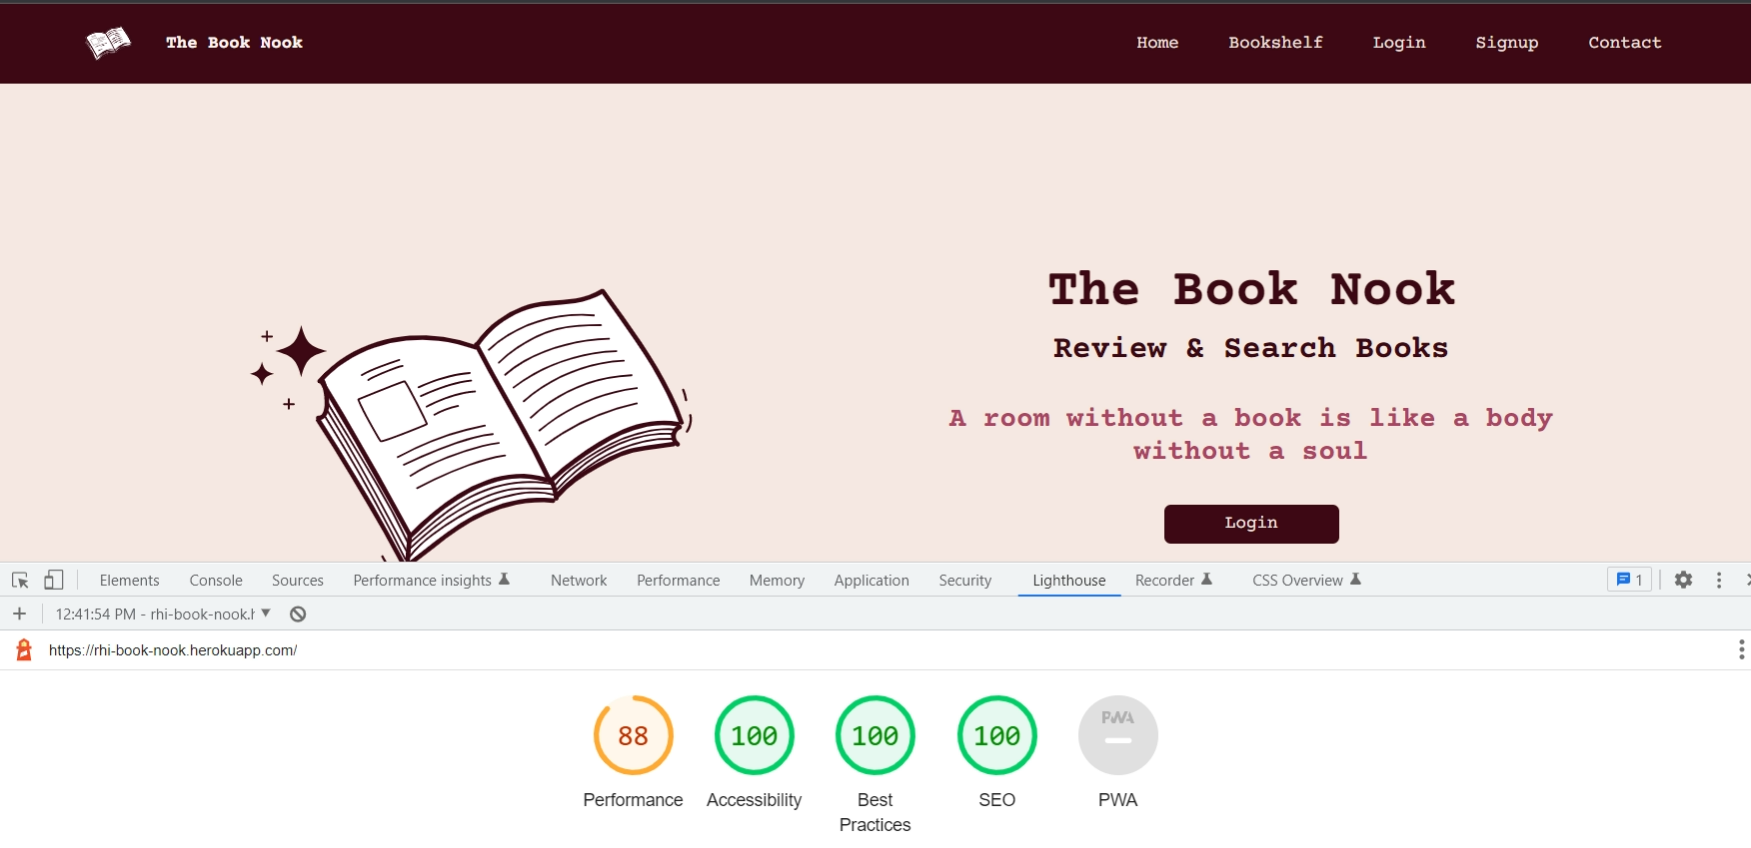 The Book Nook
Home Bookshelf Login Signup Contact
The Book Nook
Review & Search Books
A room without a book is like a body
without a soul
Login
Elements Console Sources Performance insights Network Performance Memory Application Security Lighthouse Recorder CSS Overview 1
12:41:54 PM - rhi-book-nook.h
https://rhi-book-nook.herokuapp.com/
88 100 100 100 PWA
Performance Accessibility Best Practices SEO PWA